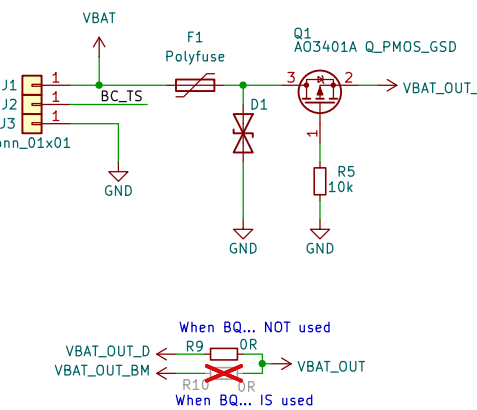 VBAT
F1
Polyfuse
Q1
AO3401A Q_PMOS_GSD
J1 1
BC_TS
3 2
VBAT_OUT_
J2 1
D1
J3 1
onn_01x01
1
GND
R5
10k
GND
GND
When BQ... NOT used
VBAT_OUT_D R9 0R
VBAT_OUT
VBAT_OUT_BM
R10 0R
When BQ... IS used